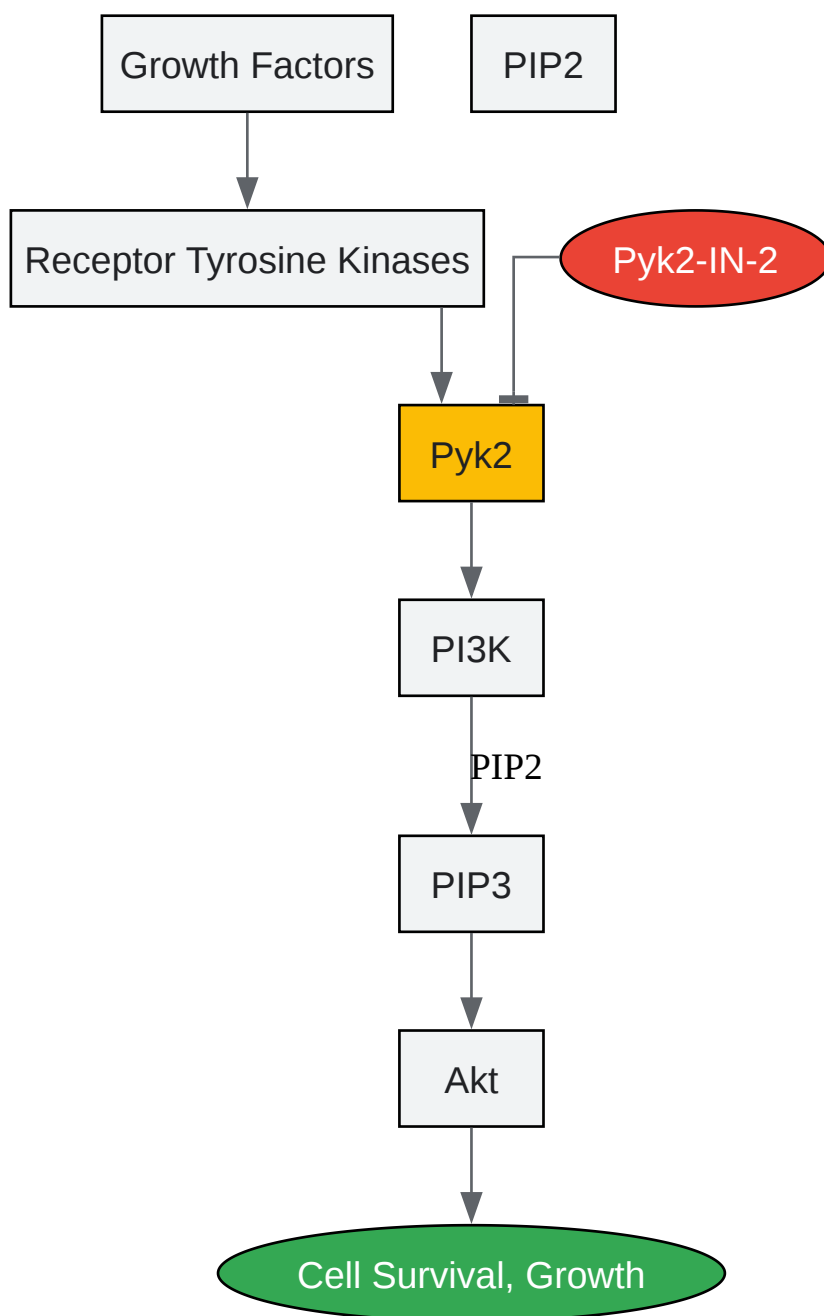 Growth Factors
PIP2
Receptor Tyrosine Kinases
Pyk2-IN-2
Pyk2
PI3K
PIP2
PIP3
Akt
Cell Survival, Growth